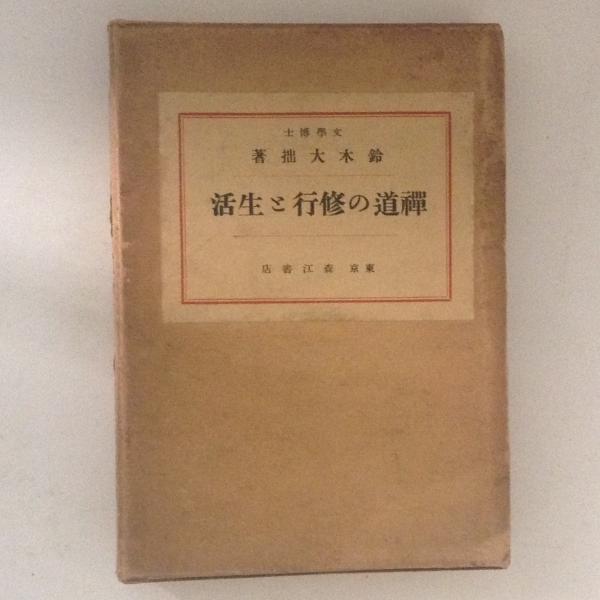 文學博士
鈴木大拙著
禪道の修行と生活
東京 森江書店